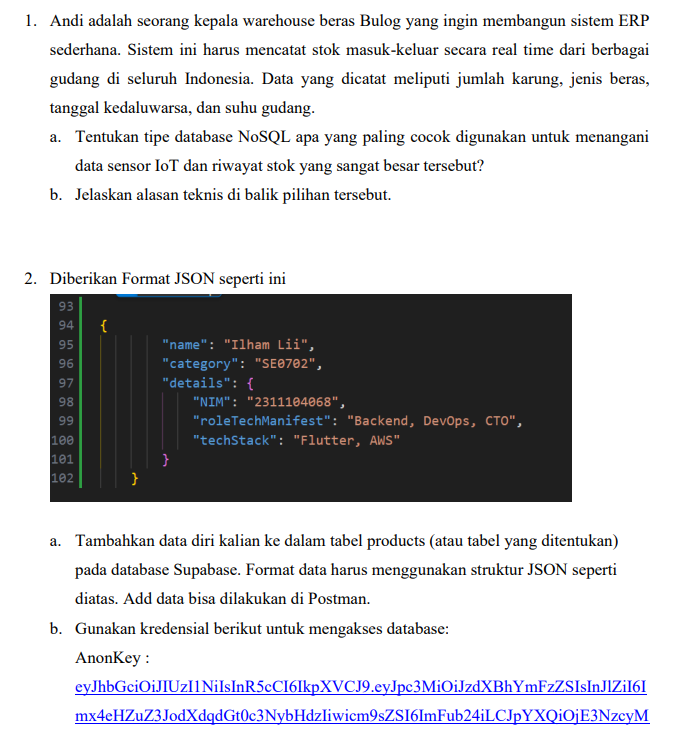 1. Andi adalah seorang kepala warehouse beras Bulog yang ingin membangun sistem ERP
sederhana. Sistem ini harus mencatat stok masuk-keluar secara real time dari berbagai
gudang di seluruh Indonesia. Data yang dicatat meliputi jumlah karung, jenis beras,
tanggal kedaluwarsa, dan suhu gudang.
a. Tentukan tipe database NoSQL apa yang paling cocok digunakan untuk menangani
data sensor IoT dan riwayat stok yang sangat besar tersebut?
b. Jelaskan alasan teknis di balik pilihan tersebut.
2. Diberikan Format JSON seperti ini
93
94 {
95 "name": "Ilham Lii",
96 "category": "SE0702",
97 "details": {
98 "NIM": "2311104068",
99 "roleTechManifest": "Backend, DevOps, CTO",
100 "techStack": "Flutter, AWS"
101 }
102 }
a. Tambahkan data diri kalian ke dalam tabel products (atau tabel yang ditentukan)
pada database Supabase. Format data harus menggunakan struktur JSON seperti
diatas. Add data bisa dilakukan di Postman.
b. Gunakan kredensial berikut untuk mengakses database:
AnonKey :
eyJhbGciOiJIUzI1NiIsInR5cCI6IkpXVCJ9.eyJpc3MiOiJzdXBhYmFzZSIsInJlZiI6I
mx4eHZuZ3JodXdqdGt0c3NybHdzIiwicm9sZSI6ImFub24iLCJpYXQiOjE3NzcyM